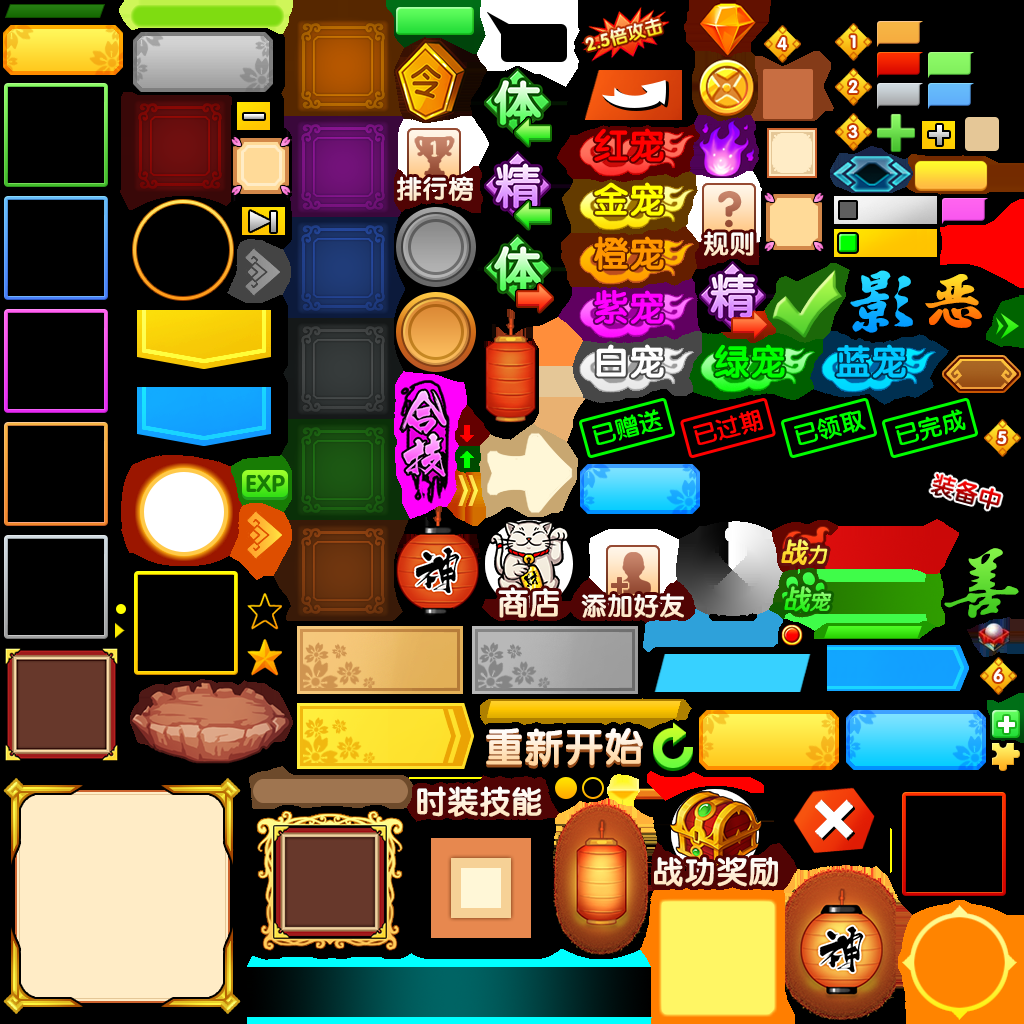 2.5倍攻击
4
1
令
体
2
红宠
3
1
排行榜
精
金宠
?
规则
橙宠
体
紫宠
精
影
恶
白宠
绿宠
蓝宠
合技
已赠送
已过期
已领取
已完成
5
EXP
装备中
神
财
商店
添加好友
战力
战宠
善
6
重新开始
时装技能
战功奖励
神